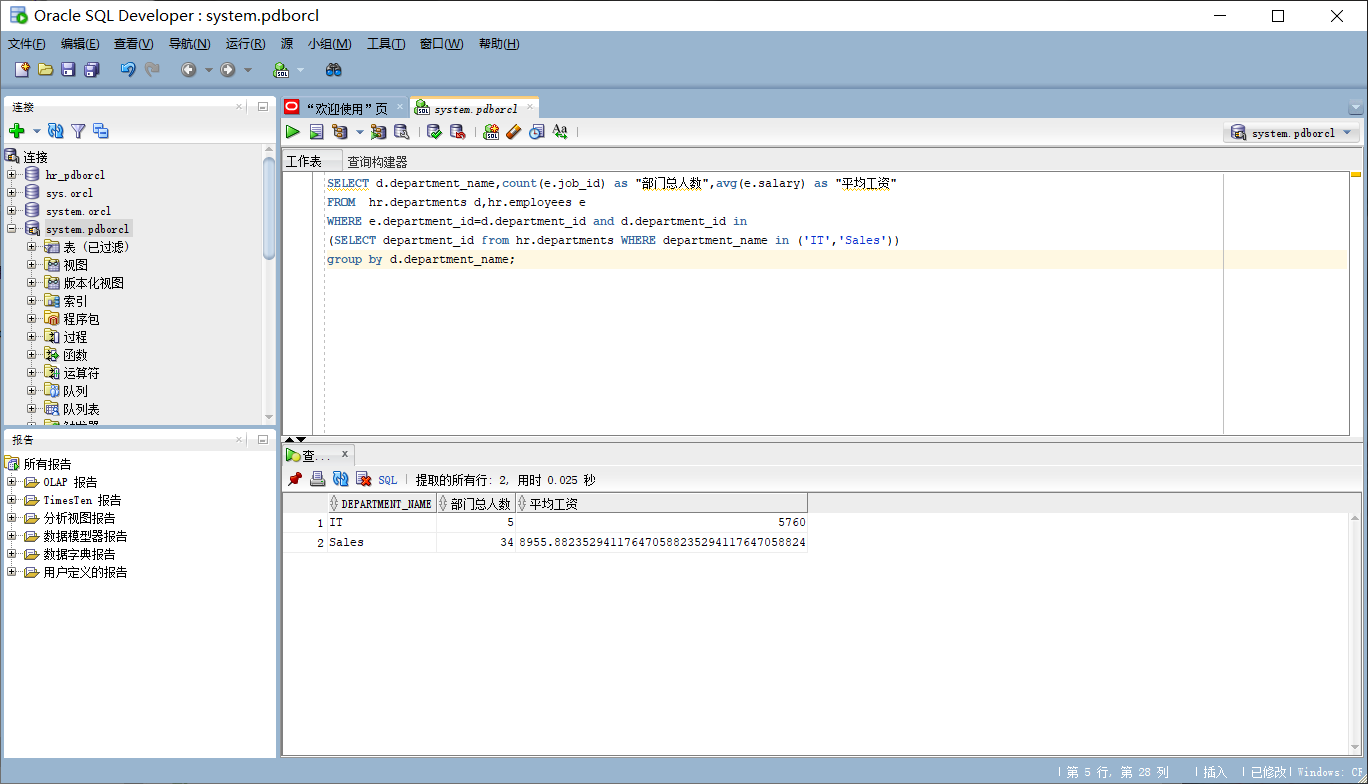 Oracle SQL Developer : system.pdborcl
文件(F) 编辑(E) 查看(V) 导航(N) 运行(R) 源 小组(M) 工具(T) 窗口(W) 帮助(H)
连接
连接
hr_pdborcl
sys.orcl
system.orcl
system.pdborcl
表 (已过滤)
视图
版本化视图
索引
程序包
过程
函数
运算符
队列
队列表
报告
所有报告
OLAP 报告
TimesTen 报告
分析视图报告
数据模型器报告
数据字典报告
用户定义的报告
“欢迎使用”页 system.pdborcl
system.pdborcl
工作表 查询构建器
SELECT d.department_name,count(e.job_id) as "部门总人数",avg(e.salary) as "平均工资"
FROM hr.departments d,hr.employees e
WHERE e.department_id=d.department_id and d.department_id in
(SELECT department_id from hr.departments WHERE department_name in ('IT','Sales'))
group by d.department_name;
查...
SQL | 提取的所有行: 2, 用时 0.025 秒
DEPARTMENT_NAME 部门总人数 平均工资
1 IT 5 5760
2 Sales 34 8955.88235294117647058823529411764705882​4
第 5 行, 第 28 列 | 插入 | 已修改| Windows: